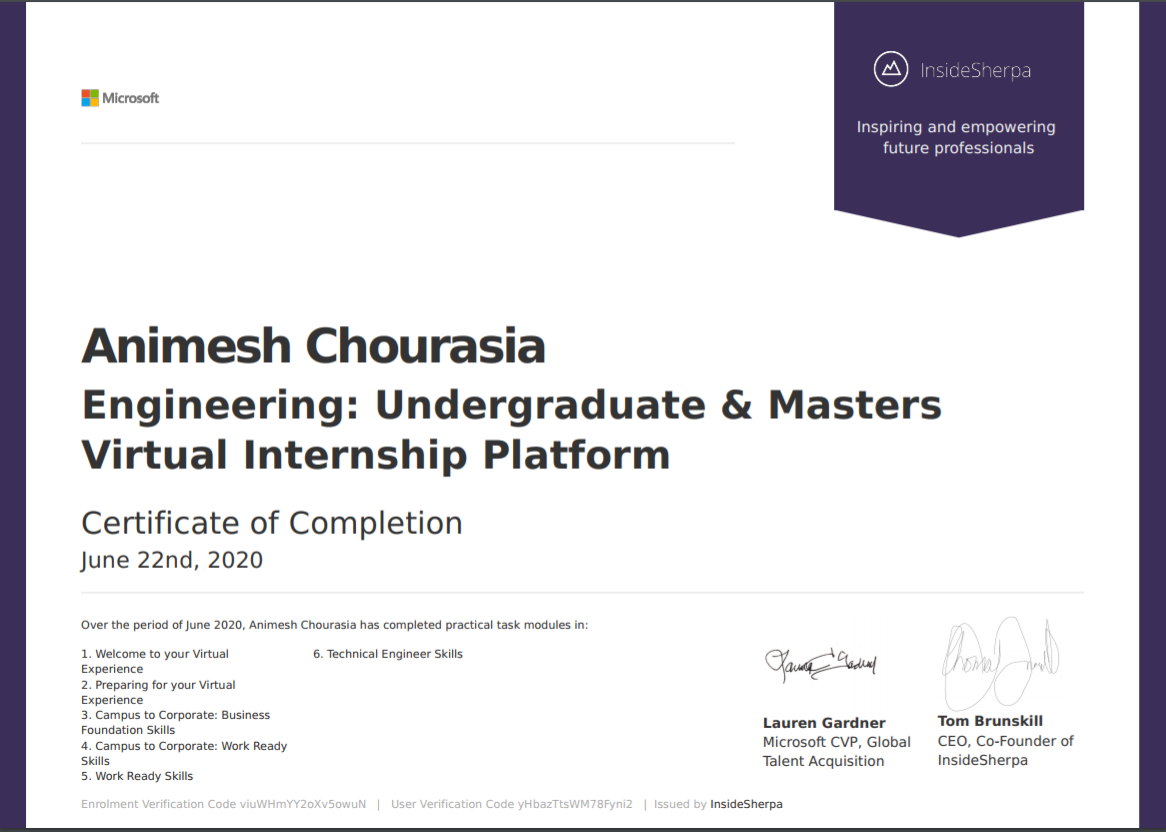 Microsoft
InsideSherpa
Inspiring and empowering
future professionals
Animesh Chourasia
Engineering: Undergraduate & Masters
Virtual Internship Platform
Certificate of Completion
June 22nd, 2020
Over the period of June 2020, Animesh Chourasia has completed practical task modules in:
1. Welcome to your Virtual
Experience
2. Preparing for your Virtual
Experience
3. Campus to Corporate: Business
Foundation Skills
4. Campus to Corporate: Work Ready
Skills
5. Work Ready Skills
6. Technical Engineer Skills
Lauren Gardner
Microsoft CVP, Global
Talent Acquisition
Tom Brunskill
CEO, Co-Founder of
InsideSherpa
Enrolment Verification Code viuWHmYY2oXv5owuN | User Verification Code yHbazTtsWM78Fyni2 | Issued by InsideSherpa